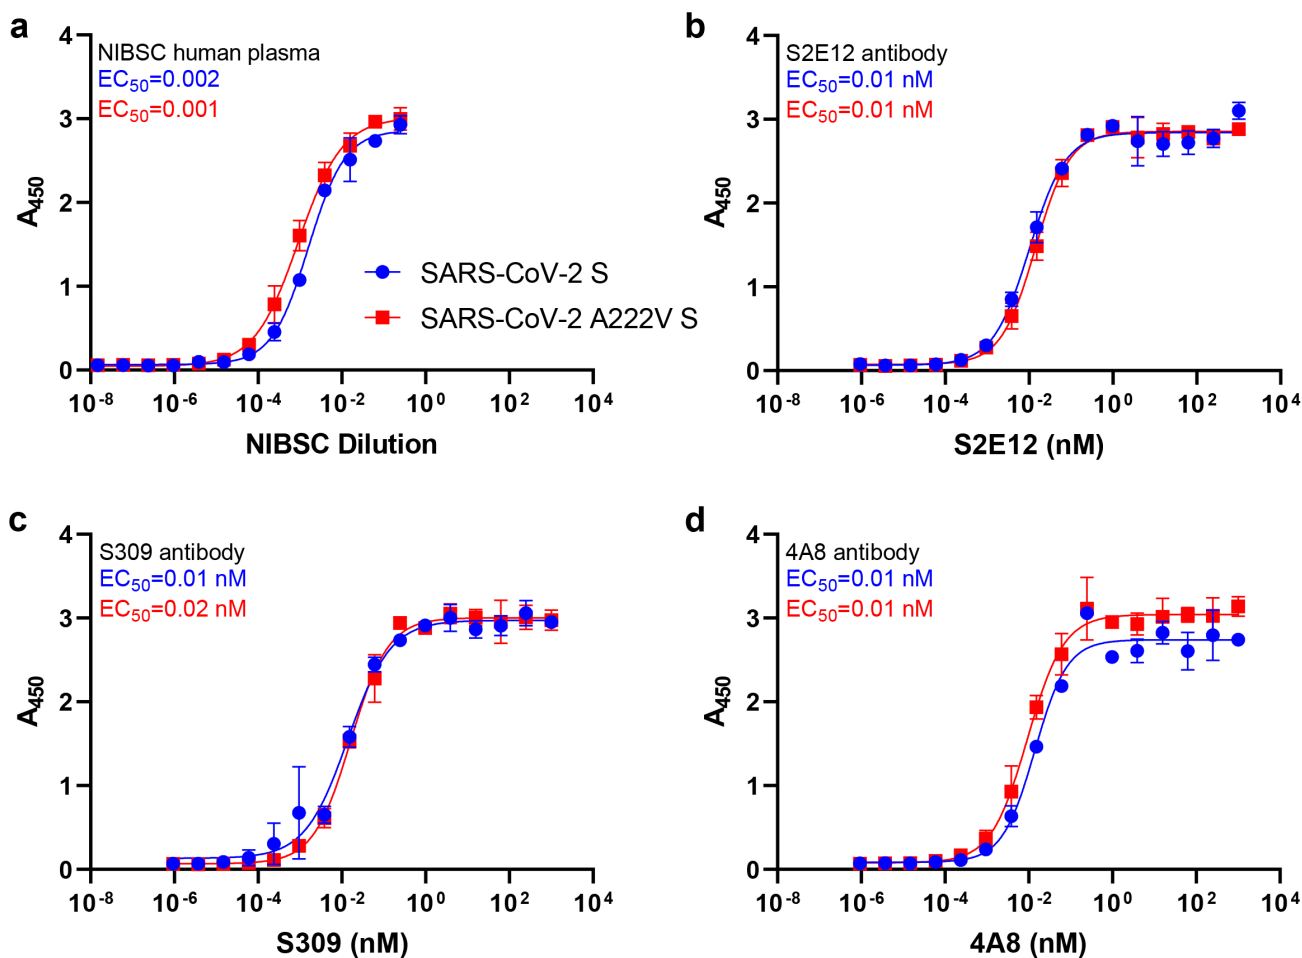 a
NIBSC human plasma
EC50=0.002
EC50=0.001
A450
4
3
2
1
0
10-8 10-6 10-4 10-2 100 102 104
NIBSC Dilution
SARS-CoV-2 S
SARS-CoV-2 A222V S
b
S2E12 antibody
EC50=0.01 nM
EC50=0.01 nM
A450
4
3
2
1
0
10-8 10-6 10-4 10-2 100 102 104
S2E12 (nM)
c
S309 antibody
EC50=0.01 nM
EC50=0.02 nM
A450
4
3
2
1
0
10-8 10-6 10-4 10-2 100 102 104
S309 (nM)
d
4A8 antibody
EC50=0.01 nM
EC50=0.01 nM
A450
4
3
2
1
0
10-8 10-6 10-4 10-2 100 102 104
4A8 (nM)